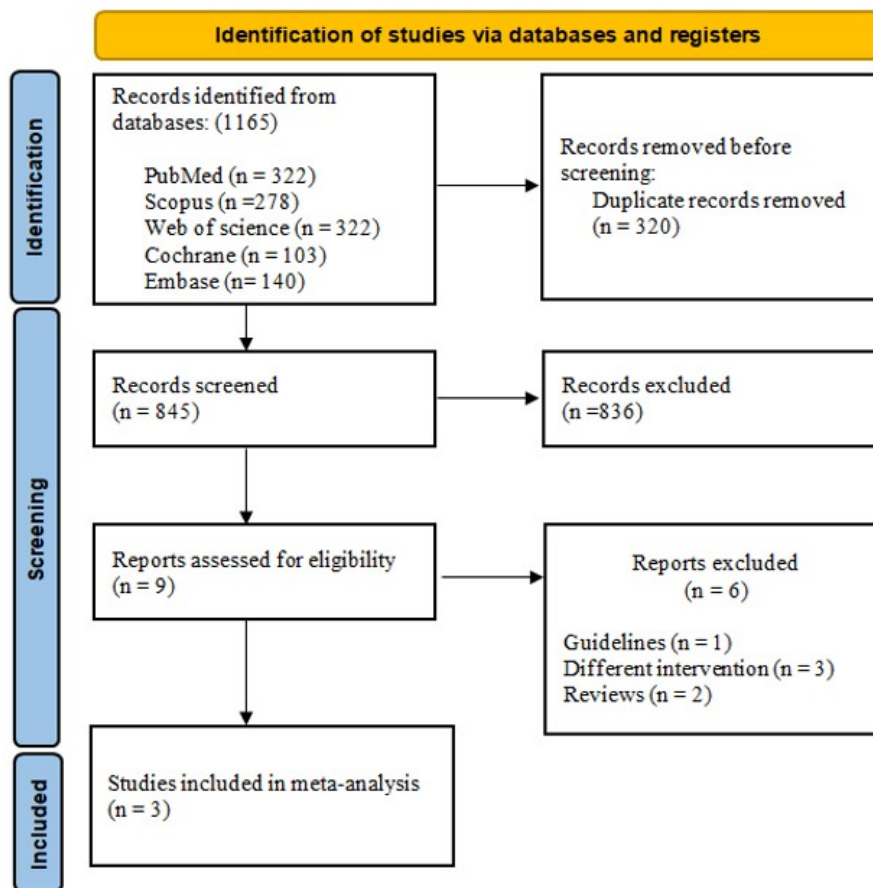 Identification of studies via databases and registers
Identification
Records identified from
databases: (1165)
PubMed (n = 322)
Scopus (n =278)
Web of science (n = 322)
Cochrane (n = 103)
Embase (n= 140)
Records removed before
screening:
Duplicate records removed
(n = 320)
Screening
Records screened
(n = 845)
Records excluded
(n =836)
Reports assessed for eligibility
(n = 9)
Reports excluded
(n = 6)
Guidelines (n = 1)
Different intervention (n = 3)
Reviews (n = 2)
Included
Studies included in meta-analysis
(n = 3)